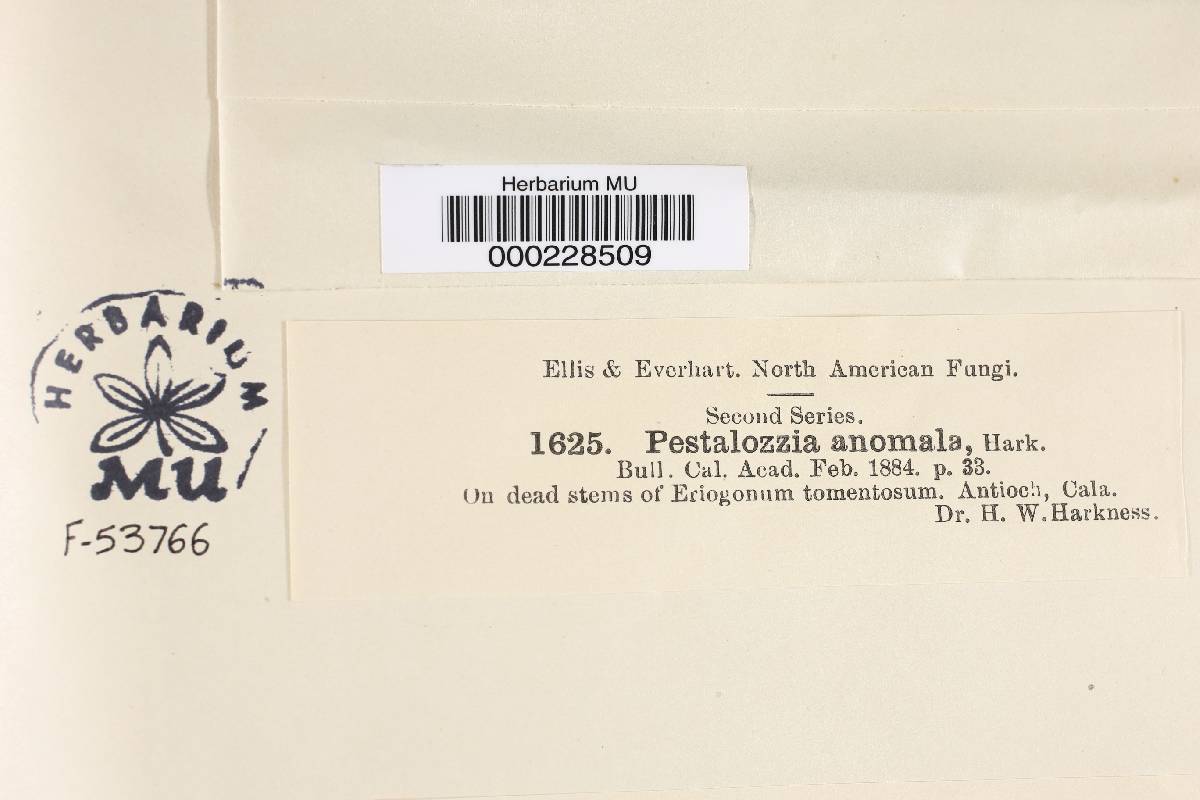 Herbarium MU
000228509
HERBARIUM
MU
F-53766
Ellis & Everhart. North American Fungi.
Second Series.
1625. Pestalozzia anomala, Hark.
Bull. Cal. Acad. Feb. 1884. p. 33.
On dead stems of Eriogonum tomentosum. Antioch, Cala.
Dr. H. W. Harkness.